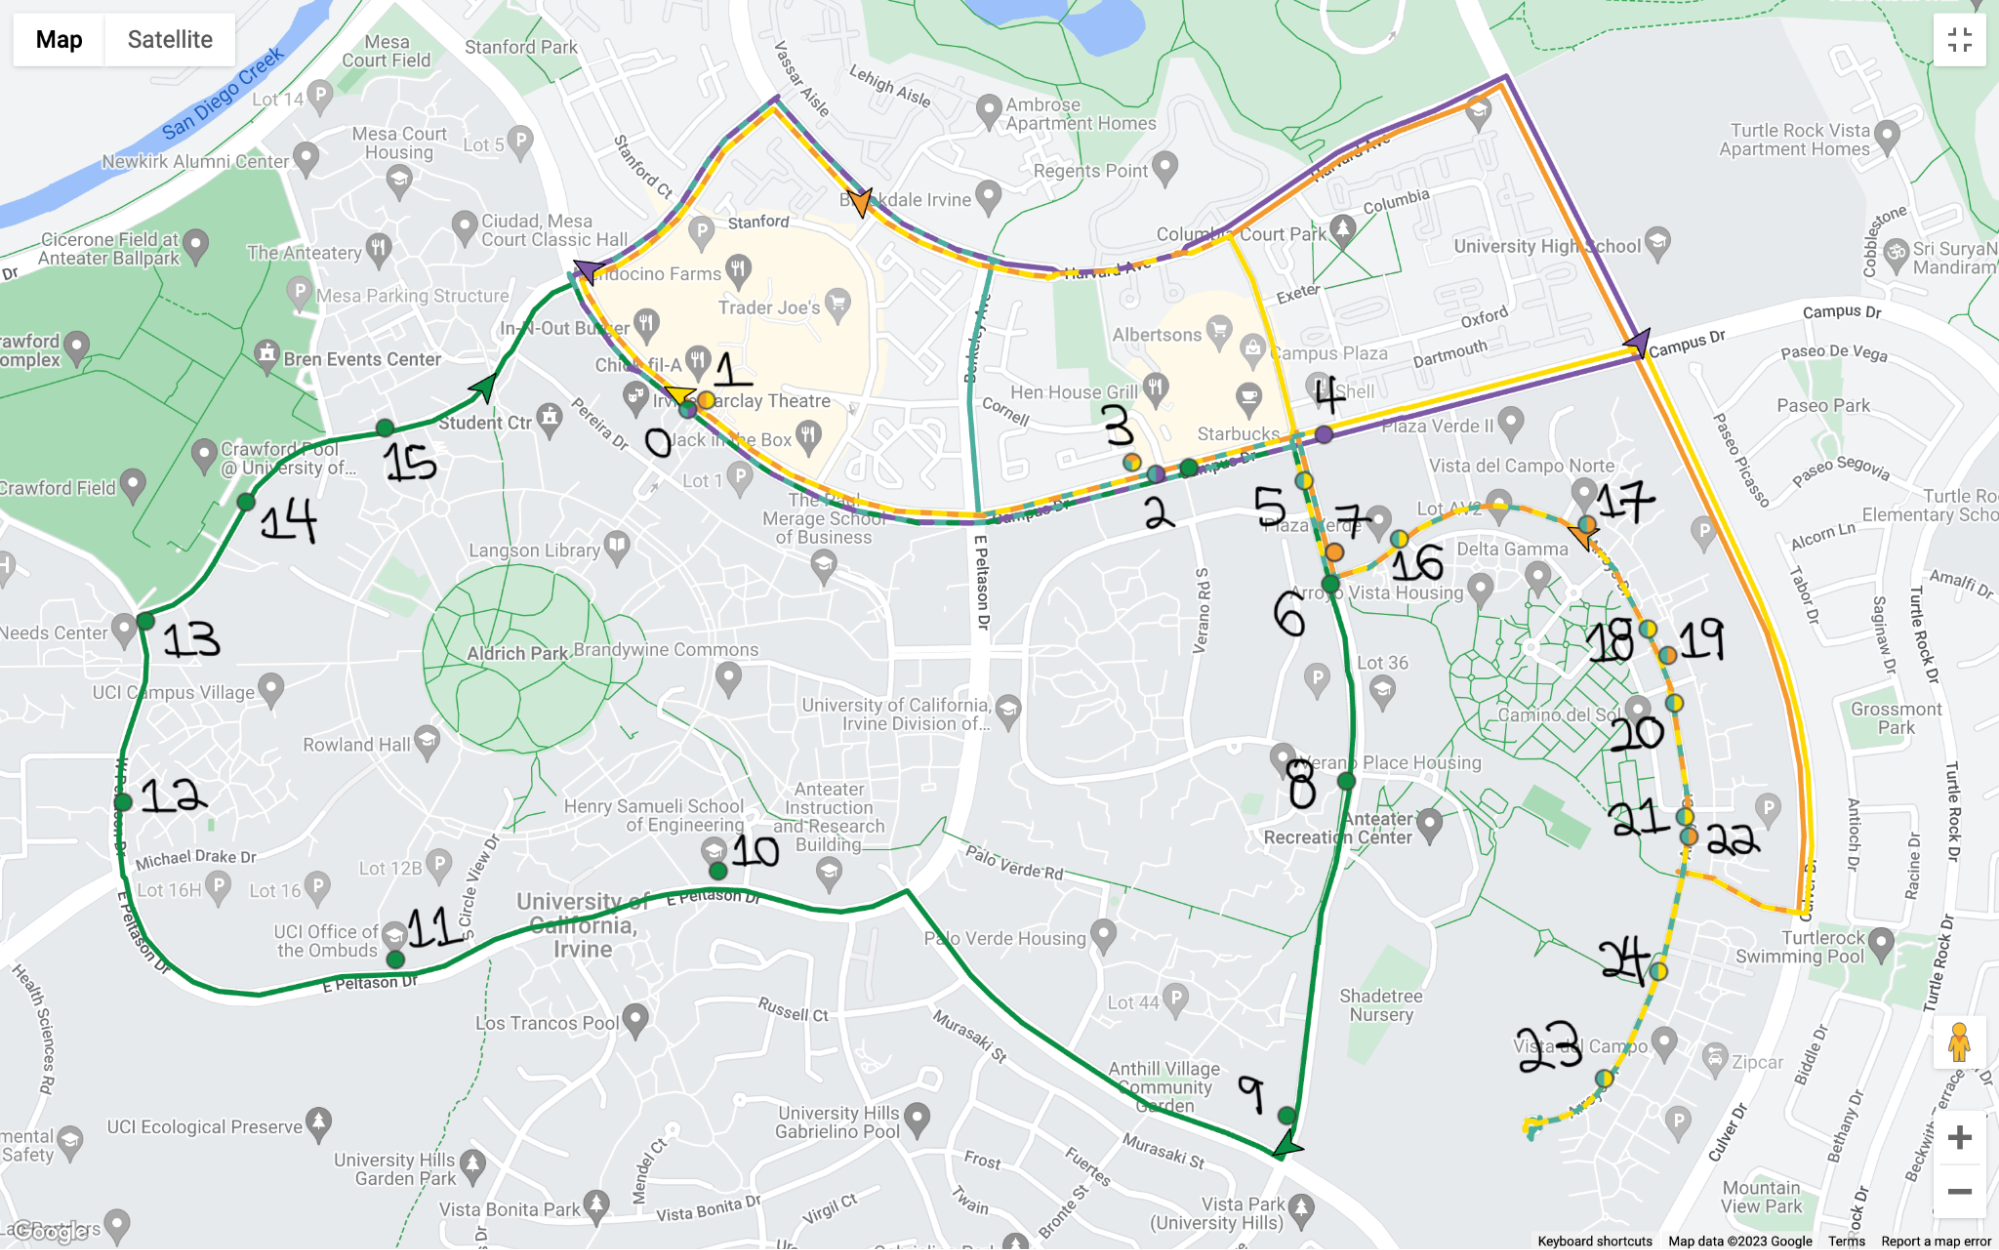 Map
Satellite
San Diego Creek
Mesa
Court Field
Stanford Park
Vassar Aisle
Lehigh Aisle
Ambrose
Apartment Homes
Turtle Rock Vista
Apartment Homes
Lot 14
Lot 5
Mesa Court
Housing
Newkirk Alumni Center
Stanford Ct
Regents Point
Harvard Ave
Columbia
Stanford
Ciudad, Mesa
Court Classic Hall
Cicerone Field at
Anteater Ballpark
The Anteatery
Court Park
University High School
Cobblestone
Sri SuryaN
Mandiram
Dr
Farms
Mesa Parking Structure
Harvard Ave
Exeter
Trader Joe's
In-N-Out Burger
Berkeley Ave
Albertsons
Campus Plaza
Oxford
Dartmouth
Campus Dr
Campus Dr
Paseo De Vega
Bren Events Center
Hen House Grill
Shell
Paseo Park
1
4
Student Ctr
Pereira Dr
Theatre
Cornell
3
Starbucks
Plaza Verde II
Paseo Picasso
Paseo Segovia
0
Jack in the Box
Crawford Pool
@ University of...
15
Crawford Field
Lot 1
The Paul
Merage School
of Business
Campus Dr
2
5
7
Vista del Campo Norte
17
Lot AV2
Turtle Rock
Elementary Scho
Alcorn Ln
14
Langson Library
E Peltason Dr
Verano Rd S
16
Delta Gamma
Arroyo Vista Housing
6
Tabor Dr
Amalfi Dr
Saginaw Dr
Turtle Rock Dr
Needs Center
13
Aldrich Park
Brandywine Commons
18
19
Lot 36
UCI Campus Village
University of California,
Irvine Division of...
Camino del Sol
20
Grossmont
Park
Rowland Hall
8
Verano Place Housing
12
W Peltason Dr
Henry Samueli School
of Engineering
Anteater
Instruction
and Research
Building
Anteater
Recreation Center
21
22
Antioch Dr
Racine Dr
Turtle Rock Dr
Michael Drake Dr
10
Palo Verde Rd
Lot 12B
Lot 16H
Lot 16
S Circle View Dr
E Peltason Dr
University of
California,
Irvine
E Peltason Dr
UCI Office of
the Ombuds
11
Palo Verde Housing
Culver Dr
Turtlerock
Swimming Pool
24
E Peltason Dr
Health Sciences Rd
Los Trancos Pool
Russell Ct
Murasaki St
Lot 44
Shadetree
Nursery
Turtle Rock Dr
23
Vista del Campo
Zipcar
Biddle Dr
Anthill Village
Community
Garden
9
UCI Ecological Preserve
University Hills
Gabrielino Pool
Culver Dr
Bethany Dr
mental
Safety
University Hills
Garden Park
Mendel Ct
Frost
Fuertes
Murasaki St
Vista Bonita Park
Vista Bonita Dr
Virgil Ct
Twain
Bronte St
Vista Park
(University Hills)
Mountain
View Park
Google
Keyboard shortcuts
Map data ©2023 Google
Terms
Report a map error